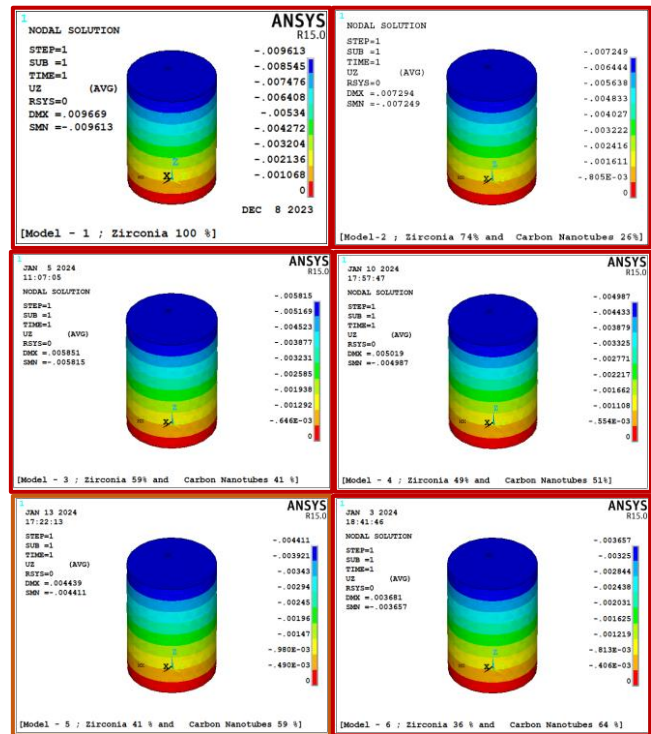 1
NODAL SOLUTION
STEP=1
SUB =1
TIME=1
UZ (AVG)
RSYS=0
DMX =.009669
SMN =-.009613
ANSYS
R15.0
-.009613
-.008545
-.007476
-.006408
-.00534
-.004272
-.003204
-.002136
-.001068
0
Z
X
DEC 8 2023
[Model - 1 ; Zirconia 100 %]
1
NODAL SOLUTION
STEP=1
SUB =1
TIME=1
UZ (AVG)
RSYS=0
DMX =.007294
SMN =-.007249
-.007249
-.006444
-.005638
-.004833
-.004027
-.003222
-.002416
-.001611
-.805E-03
0
Z
X
[Model-2 ; Zirconia 74% and Carbon Nanotubes 26%]
1
JAN 5 2024
11:07:05
NODAL SOLUTION
STEP=1
SUB =1
TIME=1
UZ (AVG)
RSYS=0
DMX =.005851
SMN =-.005815
ANSYS
R15.0
-.005815
-.005169
-.004523
-.003877
-.003231
-.002585
-.001938
-.001292
-.646E-03
0
Z
X
[Model - 3 ; Zirconia 59% and Carbon Nanotubes 41 %]
1
JAN 10 2024
17:57:47
NODAL SOLUTION
STEP=1
SUB =1
TIME=1
UZ (AVG)
RSYS=0
DMX =.005019
SMN =-.004987
ANSYS
R15.0
-.004987
-.004433
-.003879
-.003325
-.002771
-.002217
-.001662
-.001108
-.554E-03
0
Z
X
[Model - 4 ; Zirconia 49% and Carbon Nanotubes 51%]
1
JAN 13 2024
17:22:13
STEP=1
SUB =1
TIME=1
UZ (AVG)
RSYS=0
DMX =.004439
SMN =-.004411
ANSYS
R15.0
-.004411
-.003921
-.00343
-.00294
-.00245
-.00196
-.00147
-.980E-03
-.490E-03
0
Z
X
[Model - 5 ; Zirconia 41 % and Carbon Nanotubes 59 %]
1
JAN 3 2024
18:41:46
NODAL SOLUTION
STEP=1
SUB =1
TIME=1
UZ (AVG)
RSYS=0
DMX =.003681
SMN =-.003657
ANSYS
R15.0
-.003657
-.00325
-.002844
-.002438
-.002031
-.001625
-.001219
-.813E-03
-.406E-03
0
Z
X
[Model - 6 ; Zirconia 36 % and Carbon Nanotubes 64 %]